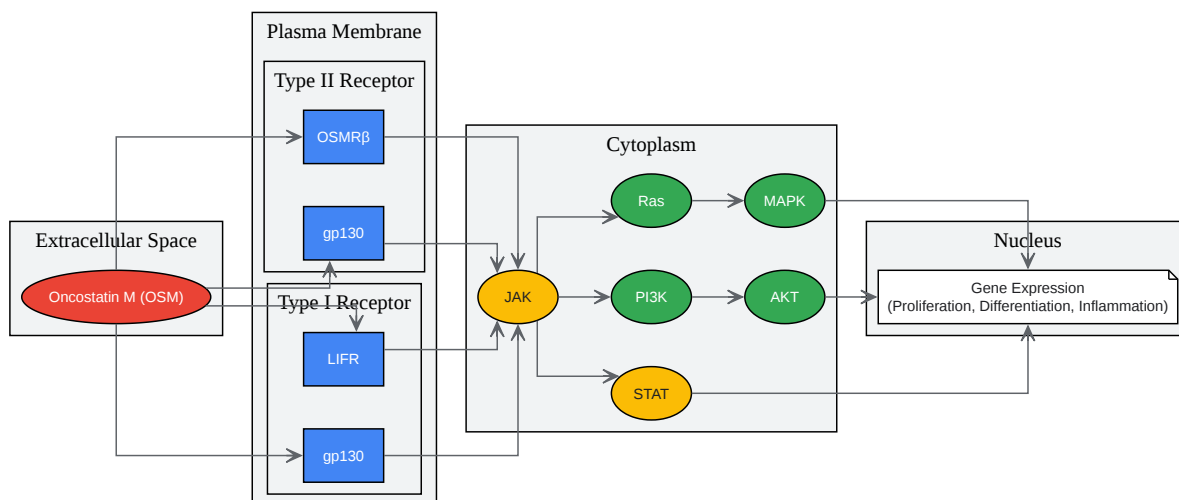 Plasma Membrane
Type II Receptor
OSMRβ
gp130
Extracellular Space
Oncostatin M (OSM)
Type I Receptor
LIFR
gp130
Cytoplasm
JAK
Ras
MAPK
PI3K
AKT
STAT
Nucleus
Gene Expression
(Proliferation, Differentiation, Inflammation)